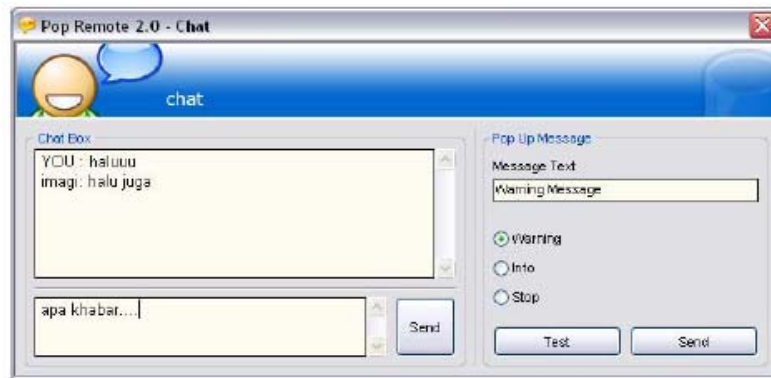 Pop Remote 2.0 - Chat
chat
Chat Box
YOU : haluuu
imagi: halu juga
apa khabar....
Send
Pop Up Message
Message Text
Warning Message
Warning
Info
Stop
Test
Send